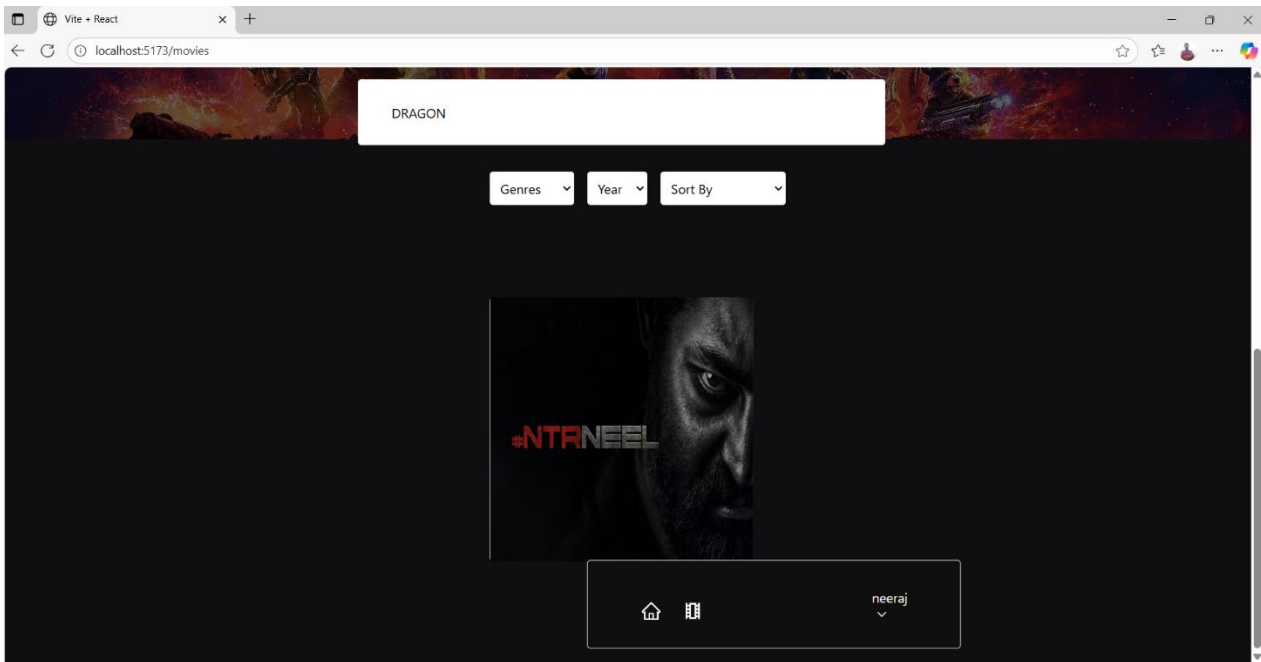 Vite + React
localhost:5173/movies
DRAGON
Genres Year Sort By
#NTRNEEL
neeraj